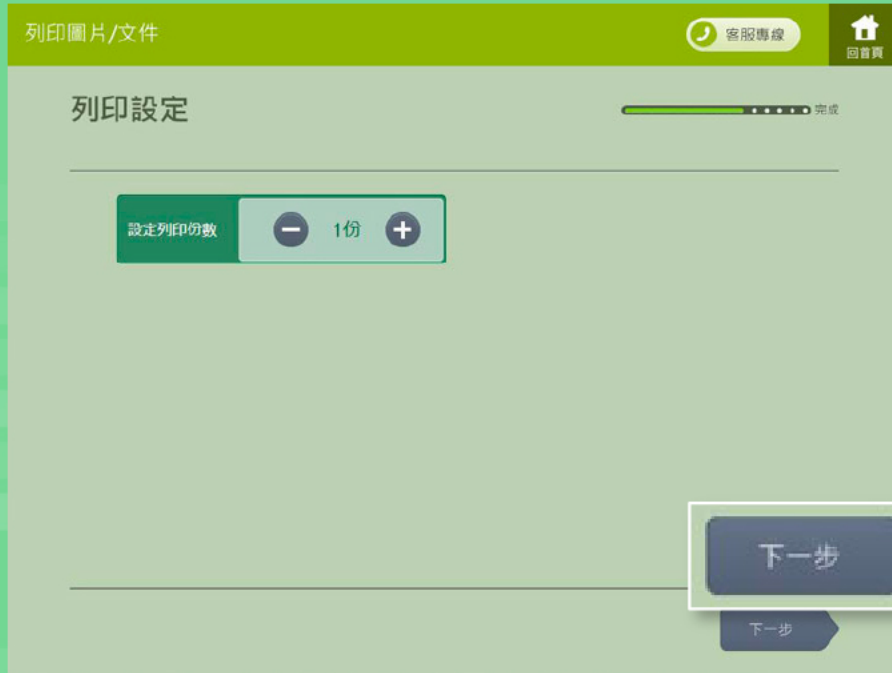 列印圖片/文件
客服專線
回首頁
列印設定
完成
設定列印份數
1份
下一步
下一步